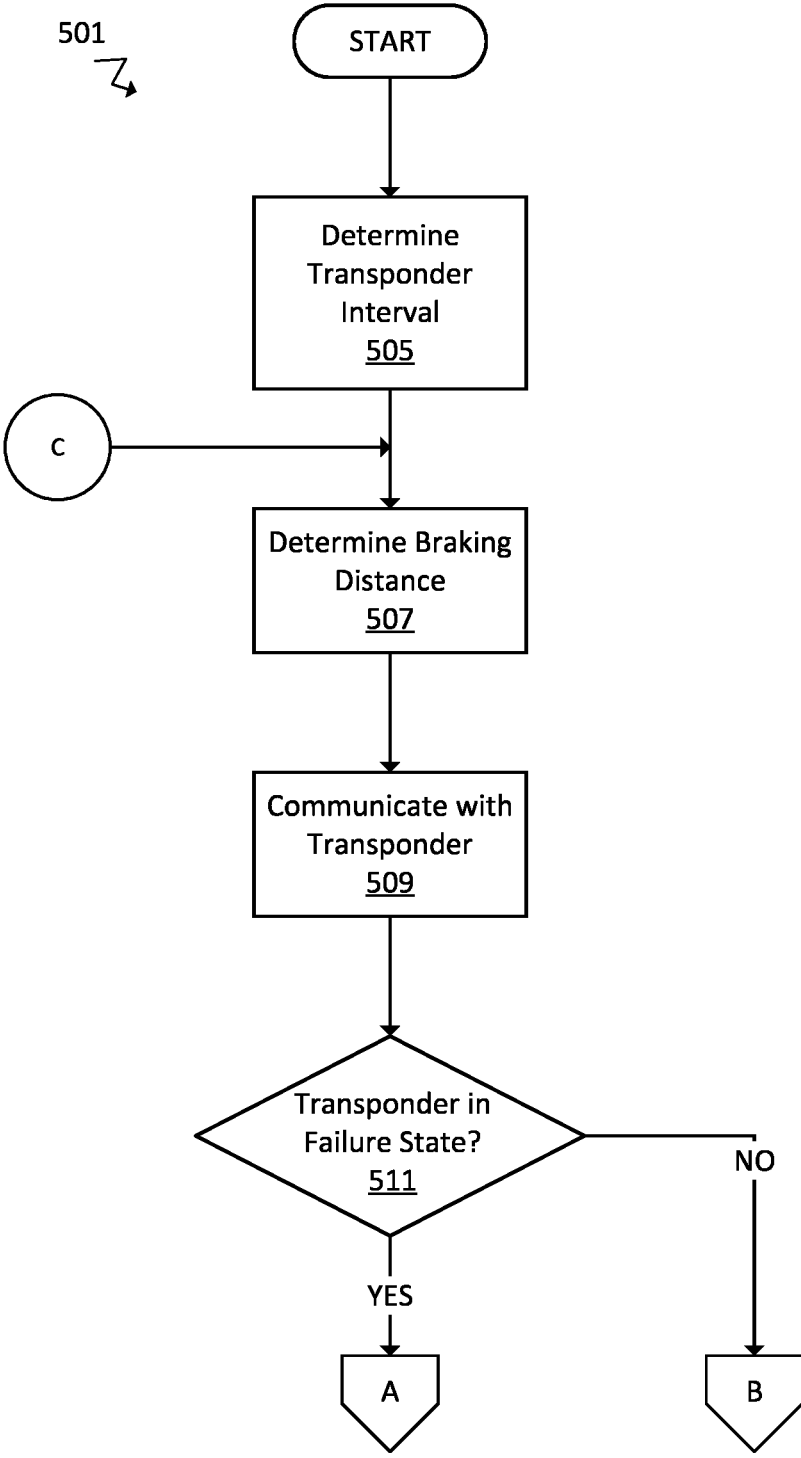 501
START
Determine
Transponder
Interval
505
C
Determine Braking
Distance
507
Communicate with
Transponder
509
Transponder in
Failure State?
511
NO
YES
A
B